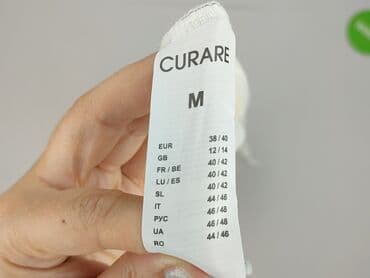 CURARE
M
EUR 38 / 40
GB 12 / 14
FR / BE 40 / 42
LU / ES 40 / 42
SL 40 / 42
IT 44 / 46
РУС 46 / 48
UA 46 / 48
RO 44 / 46